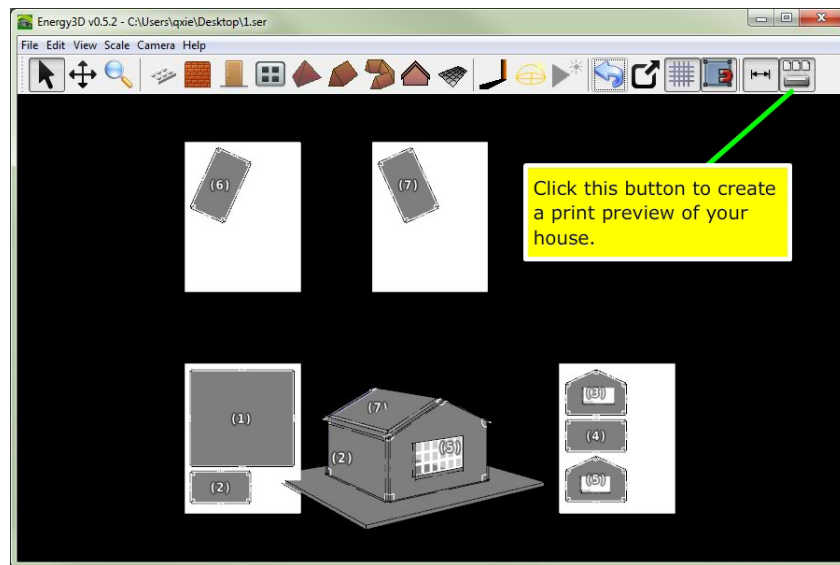 Energy3D v0.5.2 - C:\Users\qxie\Desktop\1.ser
File Edit View Scale Camera Help
(6)
(7)
Click this button to create
a print preview of your
house.
(1)
(2)
(7)
(2)
(5)
(3)
(4)
(5)